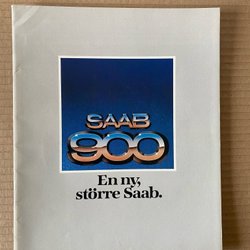 SAAB
900
En ny,
större Saab.